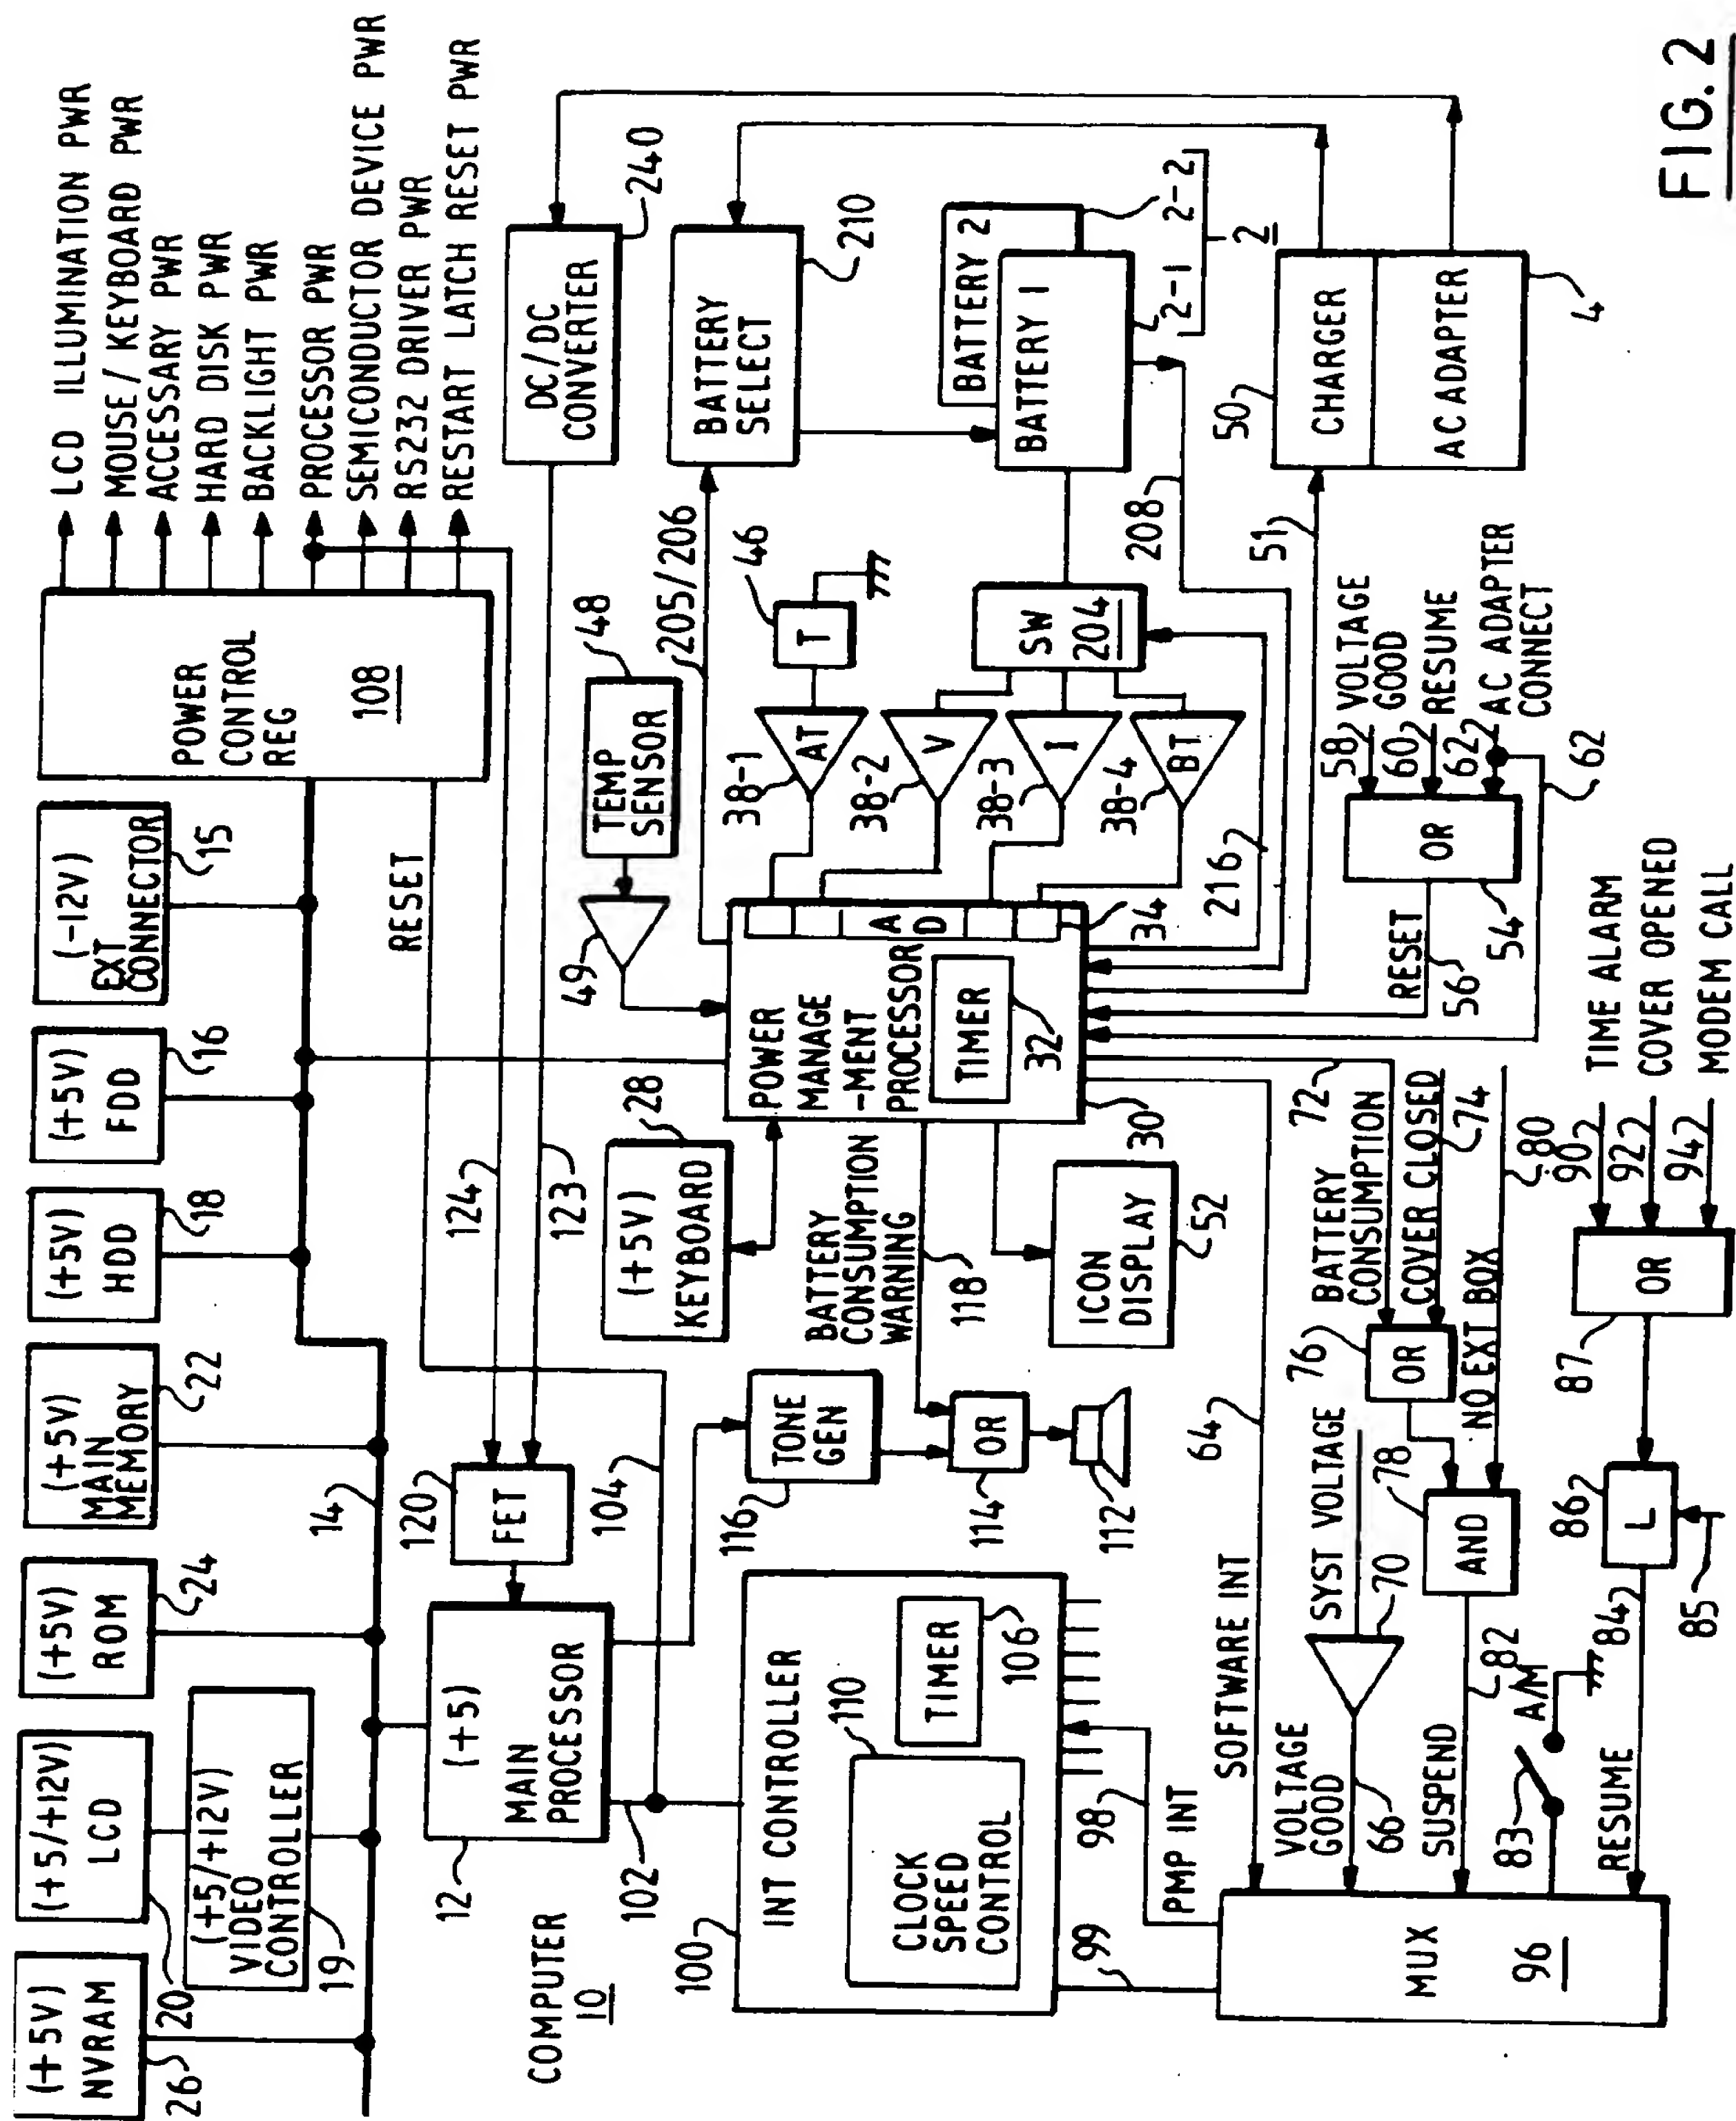 (+5V)
NVRAM
26
(+5/+12V)
LCD
20
(+5/+12V)
VIDEO
CONTROLLER
19
(+5V)
ROM
24
(+5V)
MAIN
MEMORY
22
(+5V)
HDD
18
(+5V)
FDD
16
(-12V)
EXT
CONNECTOR
15
14
POWER
CONTROL
REG
108
LCD ILLUMINATION PWR
MOUSE/KEYBOARD PWR
ACCESSARY PWR
HARD DISK PWR
BACKLIGHT PWR
PROCESSOR PWR
SEMICONDUCTOR DEVICE PWR
RS232 DRIVER PWR
RESTART LATCH RESET PWR
RESET
COMPUTER
10
12
(+5)
MAIN
PROCESSOR
102
104
120
FET
124
123
DC/DC
CONVERTER
240
TEMP
SENSOR
48
49
(+5V)
KEYBOARD
28
205/206
BATTERY
SELECT
210
100
INT CONTROLLER
CLOCK
SPEED
CONTROL
110
TIMER
106
116
TONE
GEN
OR
114
112
BATTERY
CONSUMPTION
WARNING
118
ICON
DISPLAY
52
POWER
MANAGE
-MENT
PROCESSOR
TIMER
32
30
A
D
34
38-1
AT
T
46
38-2
V
38-3
I
38-4
BT
SW
204
208
216
BATTERY 2
BATTERY 1
2-1
2-2
2
50
CHARGER
AC ADAPTER
4
51
58
VOLTAGE
GOOD
60
RESUME
62
AC ADAPTER
CONNECT
62
OR
54
RESET
56
99
98
PMP INT
MUX
96
SOFTWARE INT
64
VOLTAGE
GOOD
66
SYST VOLTAGE
70
BATTERY
CONSUMPTION
72
COVER CLOSED
74
76
OR
NO EXT BOX
80
78
AND
SUSPEND
82
83
A/M
RESUME
84
86
L
85
87
OR
90
TIME ALARM
92
COVER OPENED
94
MODEM CALL
FIG. 2